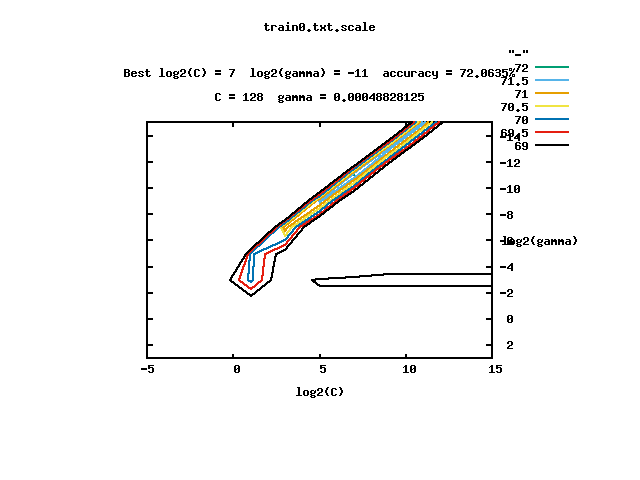 train0.txt.scale
"-"
Best log2(C) = 7  log2(gamma) = -11  accuracy = 72.0635%
72
71.5
C = 128  gamma = 0.00048828125
71
70.5
70
69.5
69
-14
-12
-10
-8
-6
log2(gamma)
-4
-2
0
2
-5 0 5 10 15
log2(C)